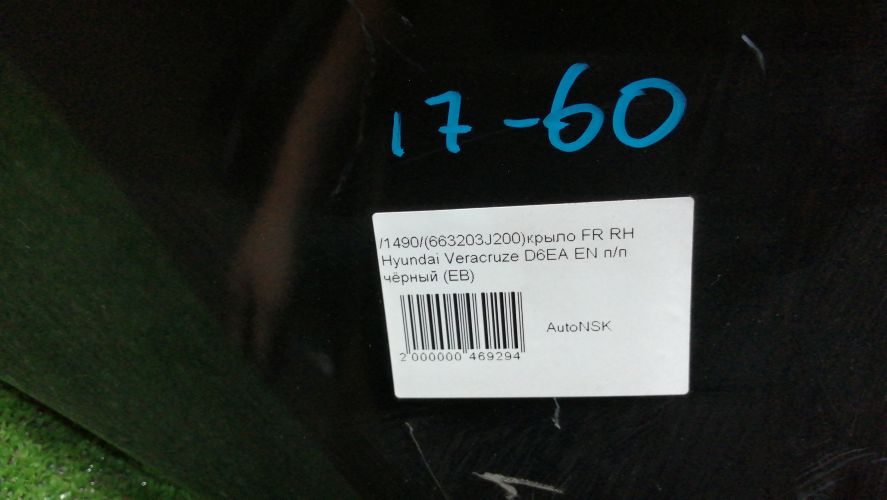 17-60
/1490/(663203J200)крыло FR RH
Hyundai Veracruze D6EA EN п/п
чёрный (EB)
AutoNSK
2 000000 469294